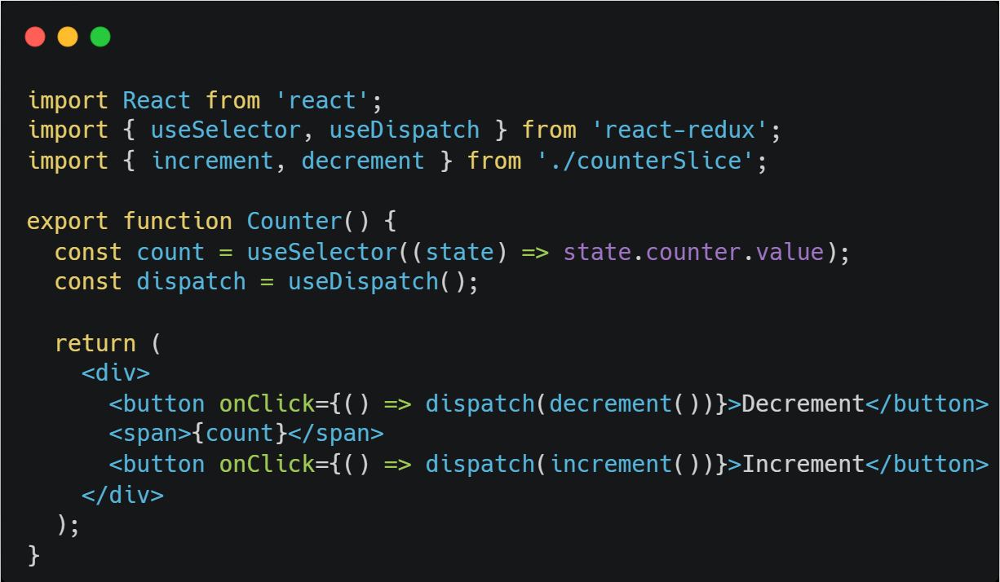 import React from 'react';
import { useSelector, useDispatch } from 'react-redux';
import { increment, decrement } from './counterSlice';

export function Counter() {
  const count = useSelector((state) => state.counter.value);
  const dispatch = useDispatch();

  return (
    <div>
      <button onClick={() => dispatch(decrement())}>Decrement</button>
      <span>{count}</span>
      <button onClick={() => dispatch(increment())}>Increment</button>
    </div>
  );
}